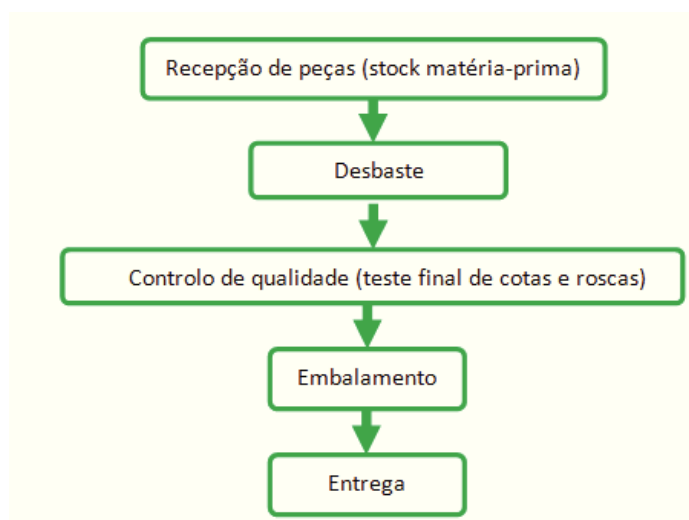 Recepção de peças (stock matéria-prima)
Desbaste
Controlo de qualidade (teste final de cotas e roscas)
Embalamento
Entrega